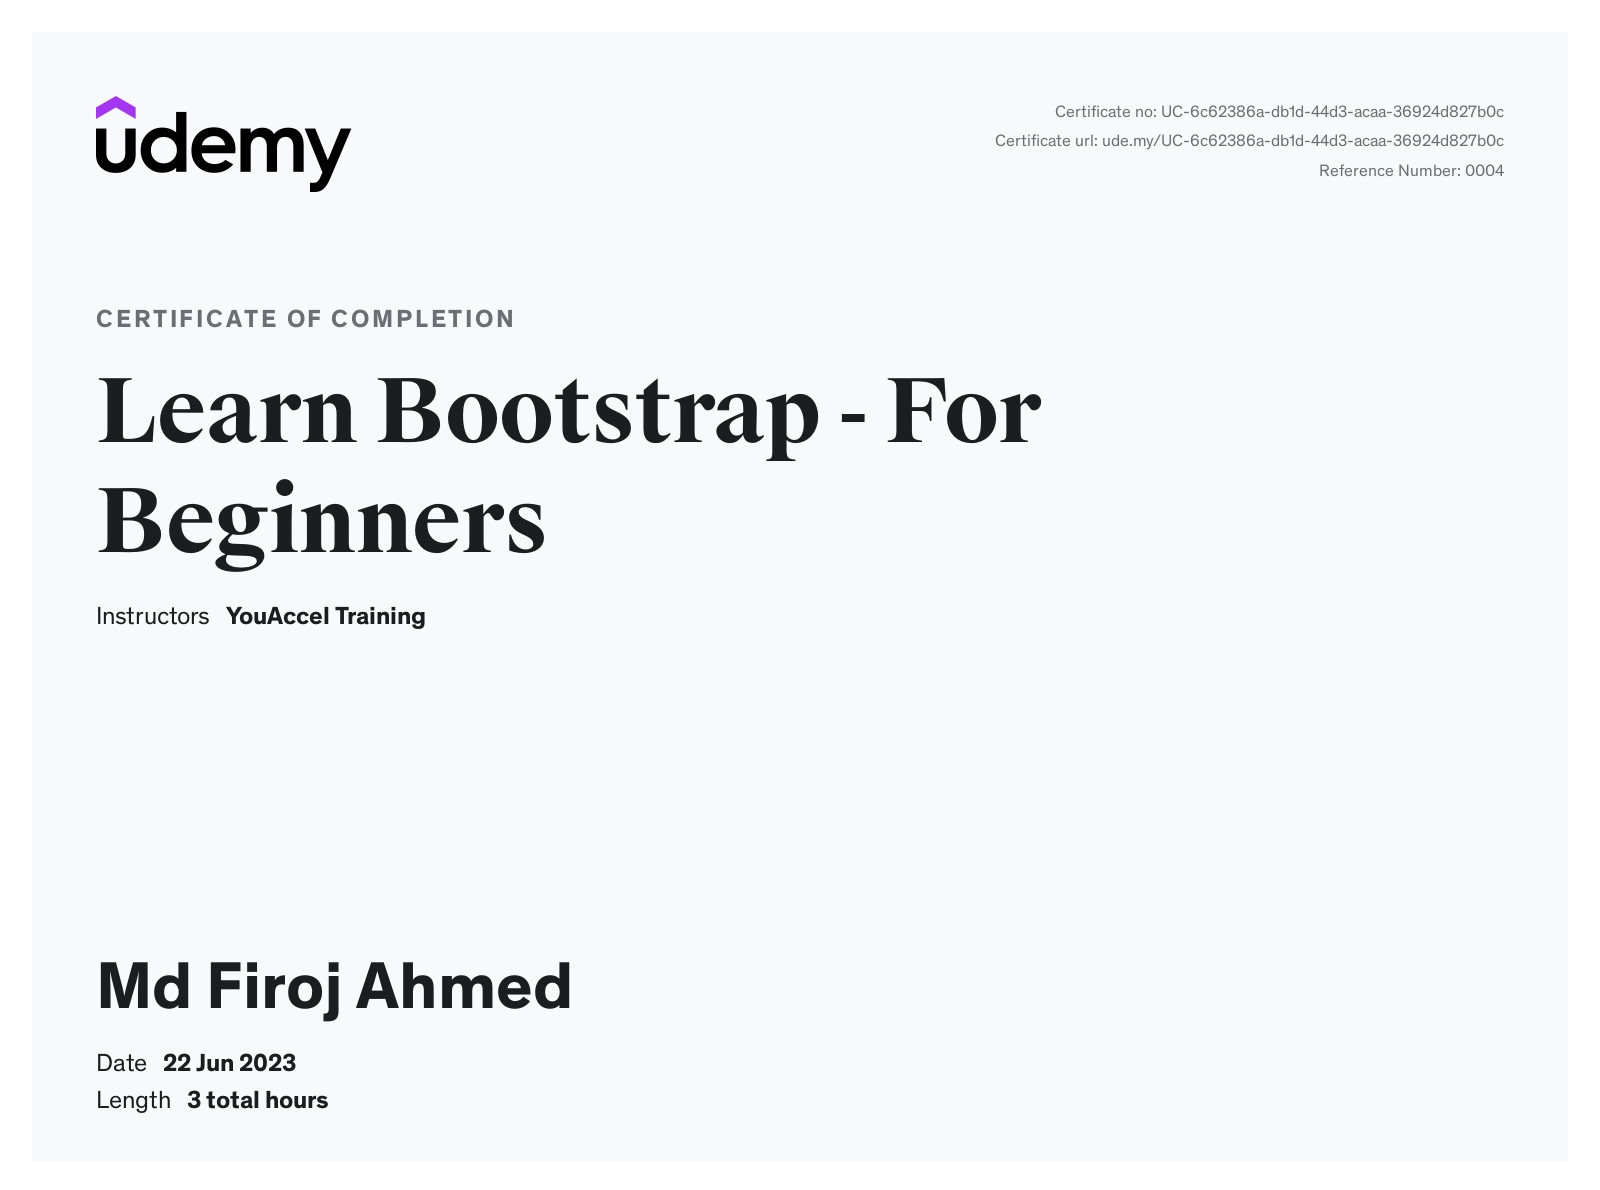 udemy
Certificate no: UC-6c62386a-db1d-44d3-acaa-36924d827b0c
Certificate url: ude.my/UC-6c62386a-db1d-44d3-acaa-36924d827b0c
Reference Number: 0004
CERTIFICATE OF COMPLETION
Learn Bootstrap - For
Beginners
Instructors YouAccel Training
Md Firoj Ahmed
Date 22 Jun 2023
Length 3 total hours